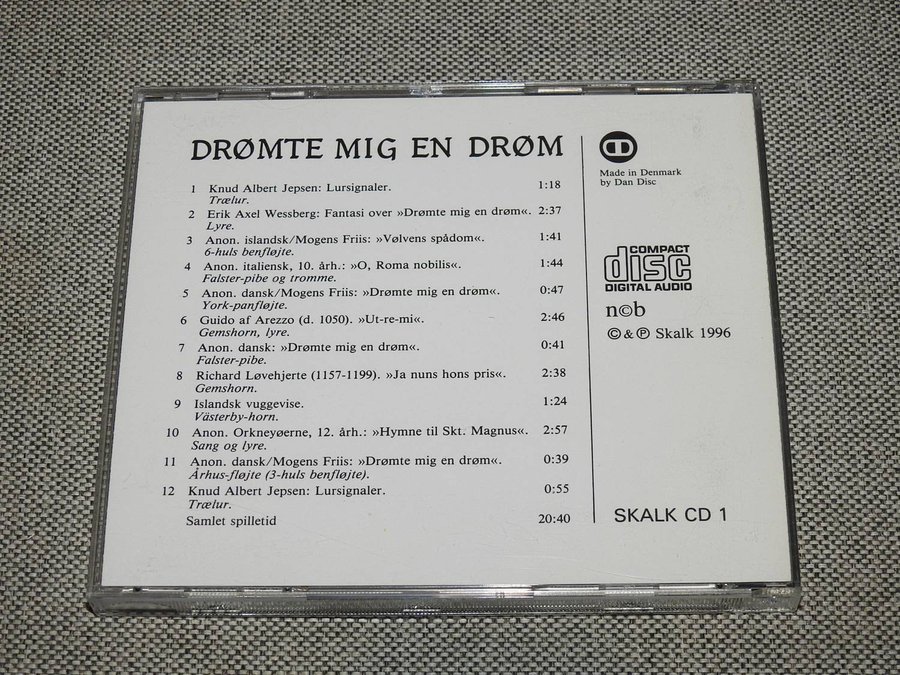 DRØMTE MIG EN DRØM
1 Knud Albert Jepsen: Lursignaler. 1:18
Trælur.
2 Erik Axel Wessberg: Fantasi over »Drømte mig en drøm«. 2:37
Lyre.
3 Anon. islandsk/Mogens Friis: »Vølvens spådom«. 1:41
6-huls benfløjte.
4 Anon. italiensk, 10. årh.: »O, Roma nobilis«. 1:44
Falster-pibe og tromme.
5 Anon. dansk/Mogens Friis: »Drømte mig en drøm«. 0:47
York-panfløjte.
6 Guido af Arezzo (d. 1050). »Ut-re-mi«. 2:46
Gemshorn, lyre.
7 Anon. dansk: »Drømte mig en drøm«. 0:41
Falster-pibe.
8 Richard Løvehjerte (1157-1199). »Ja nuns hons pris«. 2:38
Gemshorn.
9 Islandsk vuggevise. 1:24
Västerby-horn.
10 Anon. Orkneyøerne, 12. årh.: »Hymne til Skt. Magnus«. 2:57
Sang og lyre.
11 Anon. dansk/Mogens Friis: »Drømte mig en drøm«. 0:39
Århus-fløjte (3-huls benfløjte).
12 Knud Albert Jepsen: Lursignaler. 0:55
Trælur.
Samlet spilletid 20:40
Made in Denmark
by Dan Disc
COMPACT
disc
DIGITAL AUDIO
n©b
©&℗ Skalk 1996
SKALK CD 1